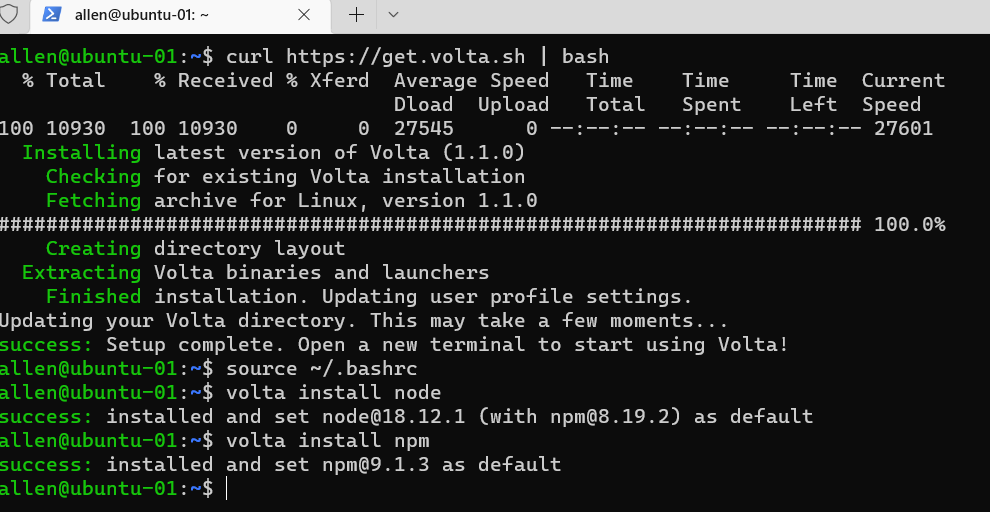 allen@ubuntu-01: ~
allen@ubuntu-01:~$ curl https://get.volta.sh | bash
% Total % Received % Xferd Average Speed Time Time Time Current
Dload Upload Total Spent Left Speed
100 10930 100 10930 0 0 27545 0 --:--:-- --:--:-- --:--:-- 27601
Installing latest version of Volta (1.1.0)
Checking for existing Volta installation
Fetching archive for Linux, version 1.1.0
######################################################################## 100.0%
Creating directory layout
Extracting Volta binaries and launchers
Finished installation. Updating user profile settings.
Updating your Volta directory. This may take a few moments...
success: Setup complete. Open a new terminal to start using Volta!
allen@ubuntu-01:~$ source ~/.bashrc
allen@ubuntu-01:~$ volta install node
success: installed and set node@18.12.1 (with npm@8.19.2) as default
allen@ubuntu-01:~$ volta install npm
success: installed and set npm@9.1.3 as default
allen@ubuntu-01:~$